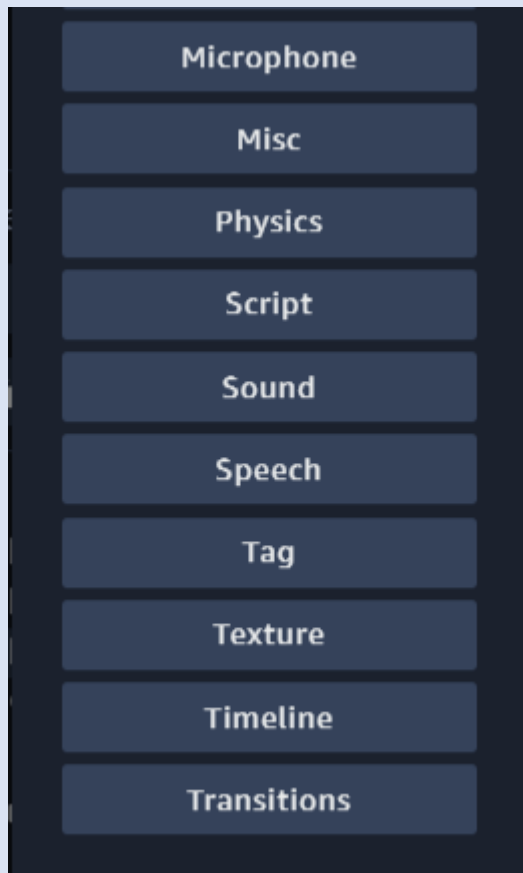 Microphone
Misc
Physics
Script
Sound
Speech
Tag
Texture
Timeline
Transitions